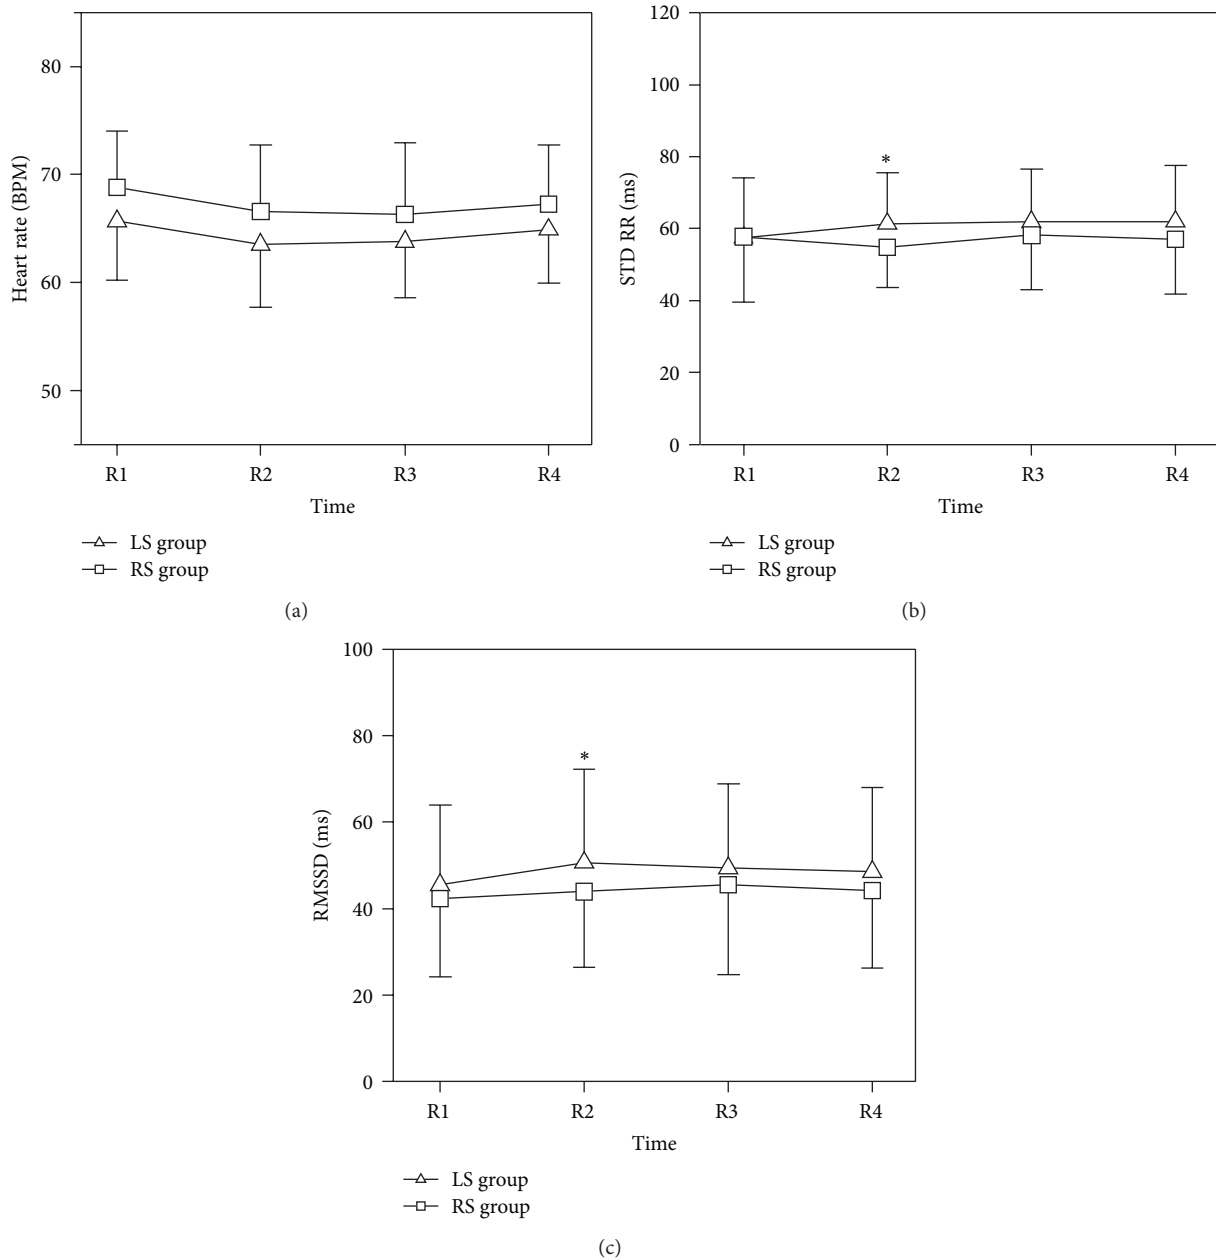 80
70
60
50
Heart rate (BPM)
R1 R2 R3 R4
Time
LS group
RS group
(a)
120
100
80
60
40
20
0
STD RR (ms)
*
R1 R2 R3 R4
Time
LS group
RS group
(b)
100
80
60
40
20
0
RMSSD (ms)
*
R1 R2 R3 R4
Time
LS group
RS group
(c)